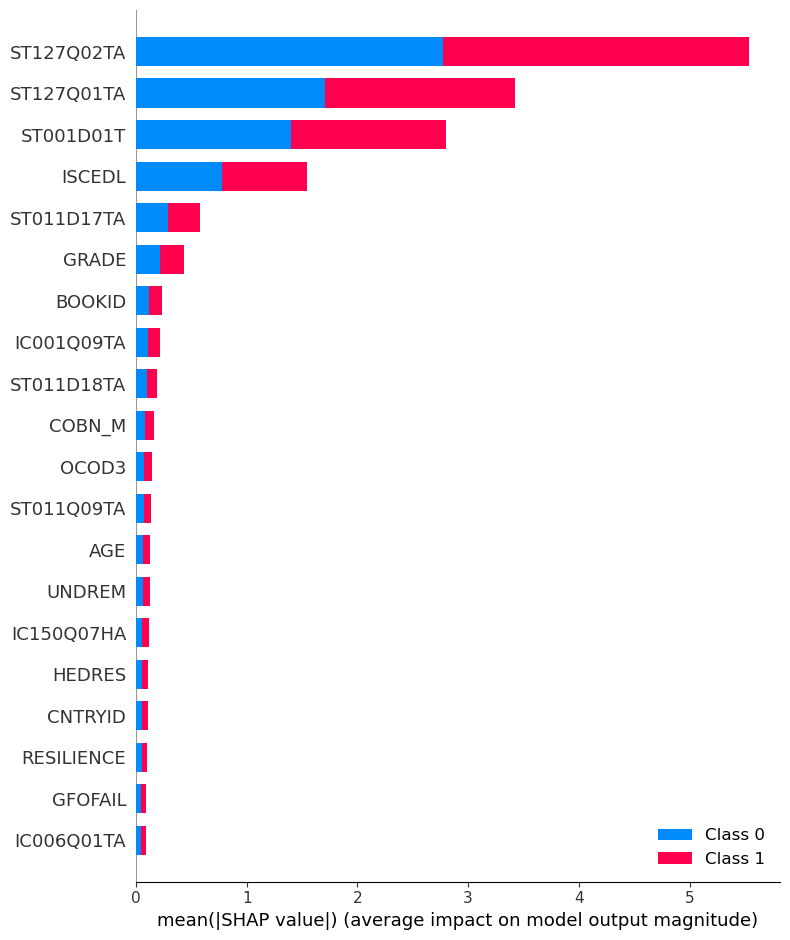 ST127Q02TA
ST127Q01TA
ST001D01T
ISCEDL
ST011D17TA
GRADE
BOOKID
IC001Q09TA
ST011D18TA
COBN_M
OCOD3
ST011Q09TA
AGE
UNDREM
IC150Q07HA
HEDRES
CNTRYID
RESILIENCE
GFOFAIL
IC006Q01TA
Class 0
Class 1
0 1 2 3 4 5
mean(|SHAP value|) (average impact on model output magnitude)